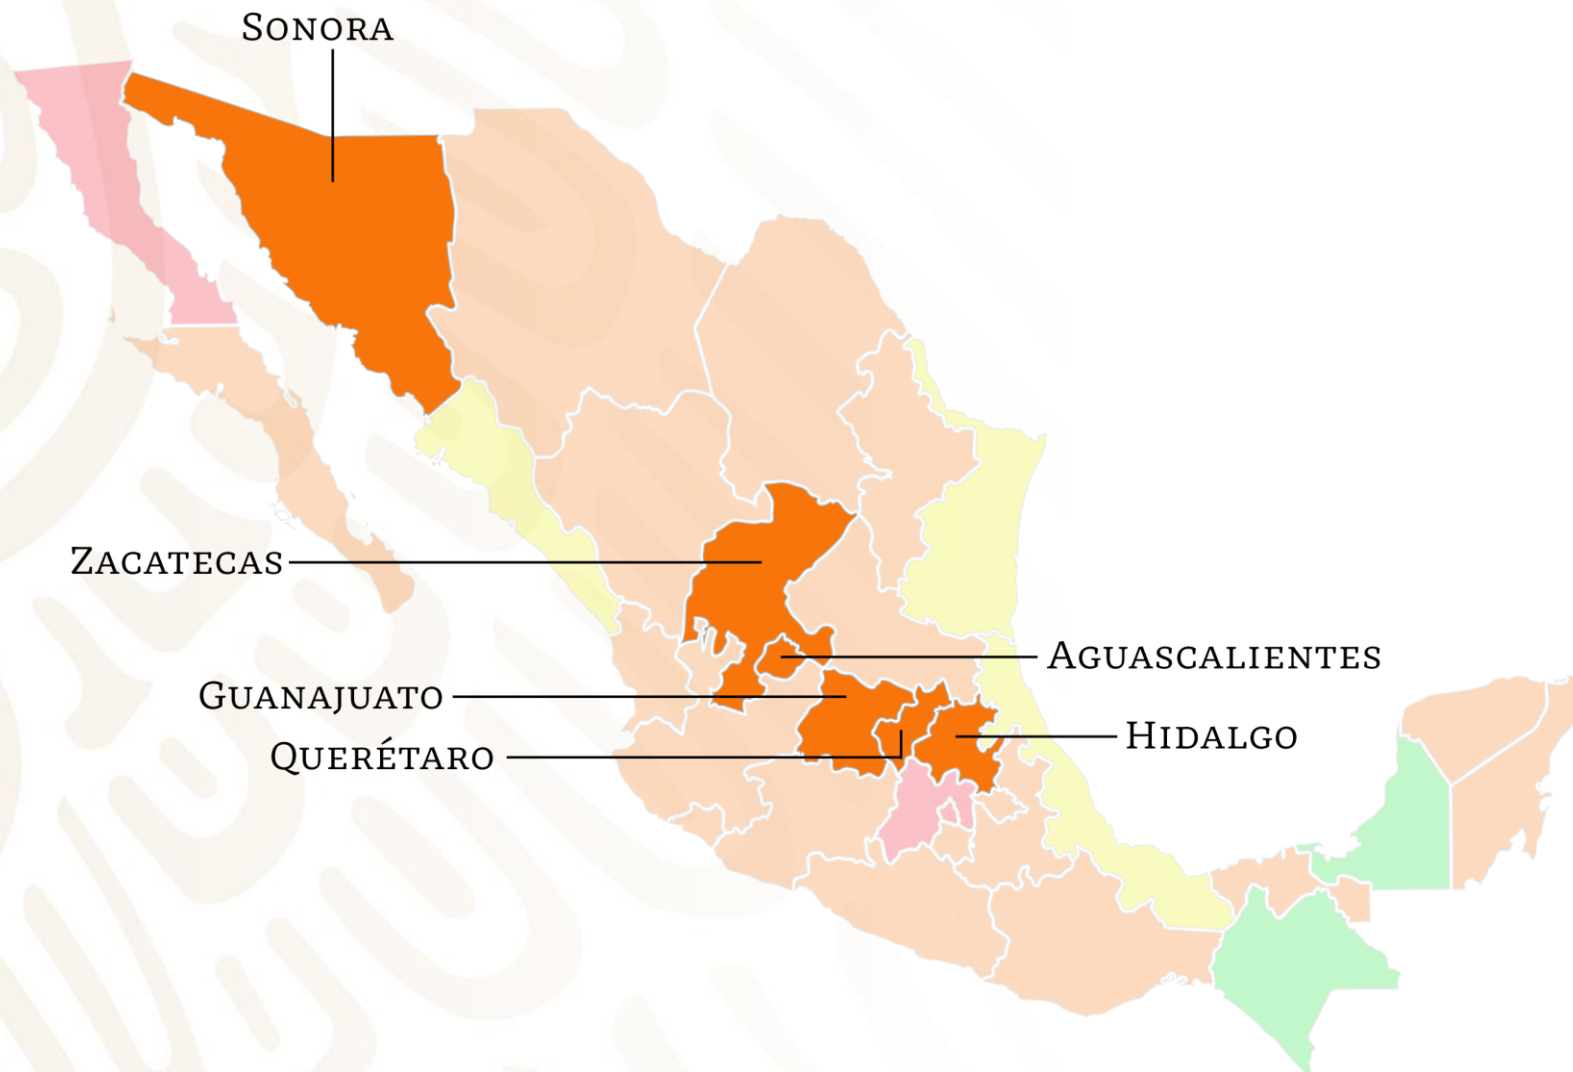 Sonora
Zacatecas
Aguascalientes
Guanajuato
Hidalgo
Querétaro